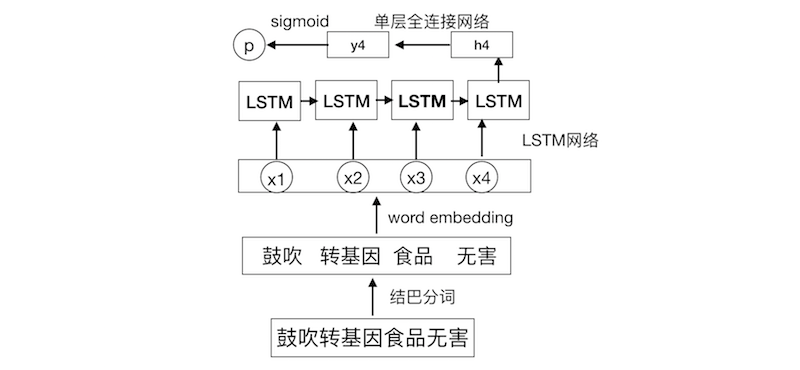 sigmoid 单层全连接网络
p y4 h4
LSTM LSTM LSTM LSTM
LSTM网络
x1 x2 x3 x4
word embedding
鼓吹 转基因 食品 无害
结巴分词
鼓吹转基因食品无害